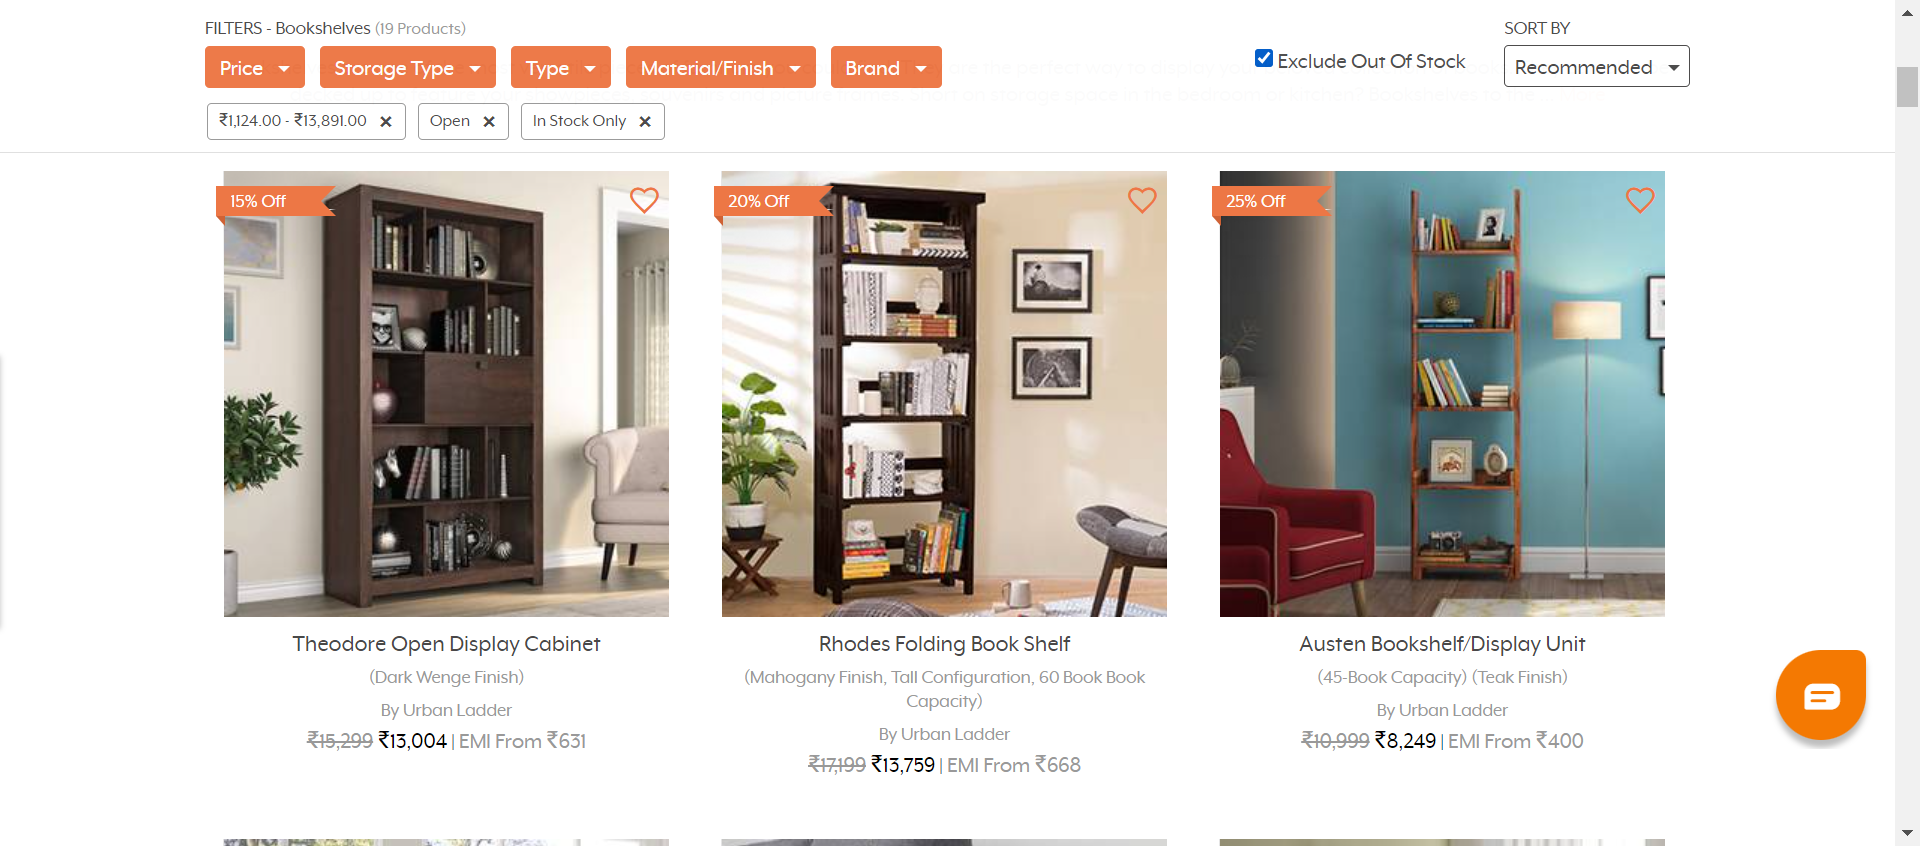 FILTERS - Bookshelves (19 Products)
SORT BY
Price
Storage Type
Type
Material/Finish
Brand
Exclude Out Of Stock
Recommended
₹1,124.00 - ₹13,891.00 ×
Open ×
In Stock Only ×
15% Off
20% Off
25% Off
Theodore Open Display Cabinet
(Dark Wenge Finish)
By Urban Ladder
₹15,299 ₹13,004 | EMI From ₹631
Rhodes Folding Book Shelf
(Mahogany Finish, Tall Configuration, 60 Book Book
Capacity)
By Urban Ladder
₹17,199 ₹13,759 | EMI From ₹668
Austen Bookshelf/Display Unit
(45-Book Capacity) (Teak Finish)
By Urban Ladder
₹10,999 ₹8,249 | EMI From ₹400